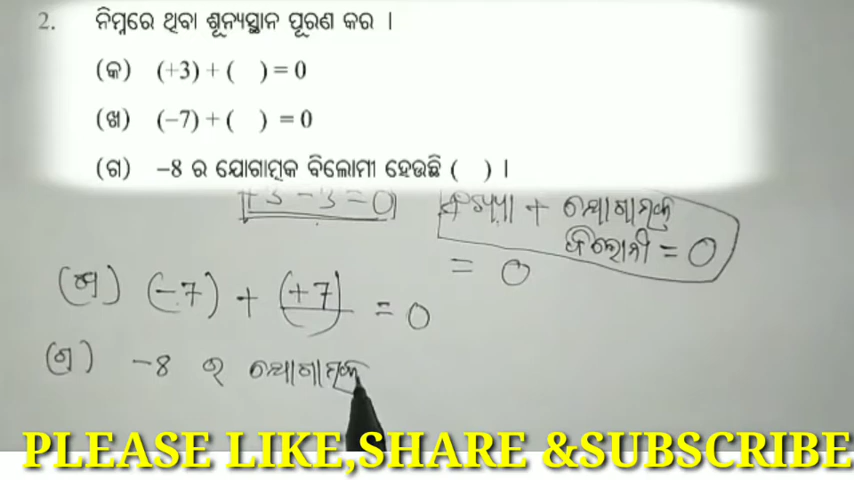 2. ନିମ୍ନରେ ଥିବା ଶୂନ୍ୟସ୍ଥାନ ପୂରଣ କର ।
(କ) (+3) + ( ) = 0
(ଖ) (−7) + ( ) = 0
(ଗ) −8 ର ଯୋଗାତ୍ମକ ବିଲୋମୀ ହେଉଛି ( ) ।
+3 − 3 = 0
ସଂଖ୍ୟା + ଯୋଗାତ୍ମକ
ବିଲୋମୀ = 0
= 0
(ଖ) (−7) + (+7) = 0
(ଗ) −8 ର ଯୋଗାତ୍ମକ
PLEASE LIKE,SHARE &SUBSCRIBE